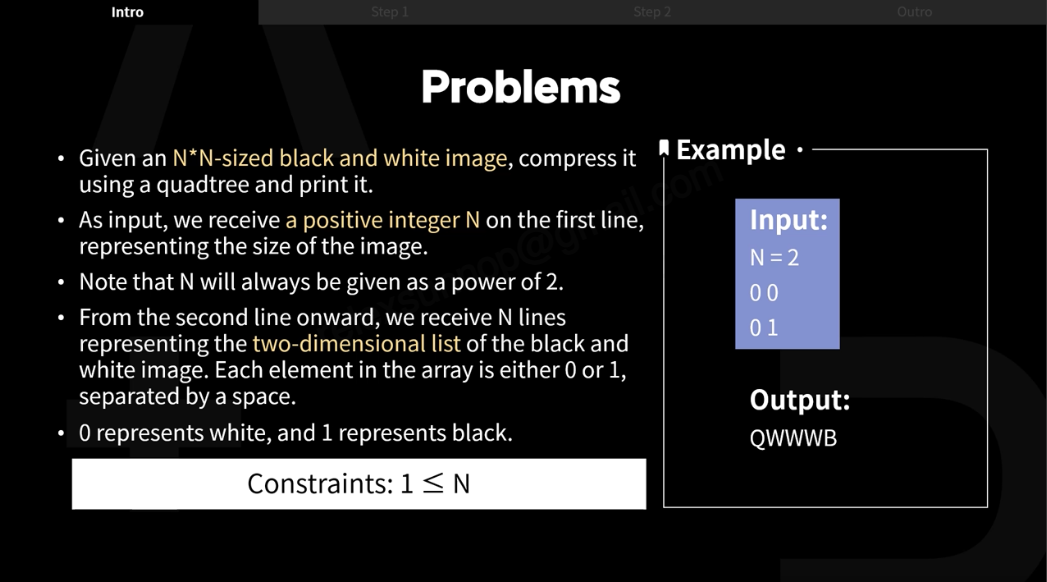 Intro
Step 1
Step 2
Outro
Problems
• Given an N*N-sized black and white image, compress it
using a quadtree and print it.
• As input, we receive a positive integer N on the first line,
representing the size of the image.
• Note that N will always be given as a power of 2.
• From the second line onward, we receive N lines
representing the two-dimensional list of the black and
white image. Each element in the array is either 0 or 1,
separated by a space.
• 0 represents white, and 1 represents black.
Constraints: 1 ≤ N
Example
Input:
N = 2
0 0
0 1
Output:
QWWWB